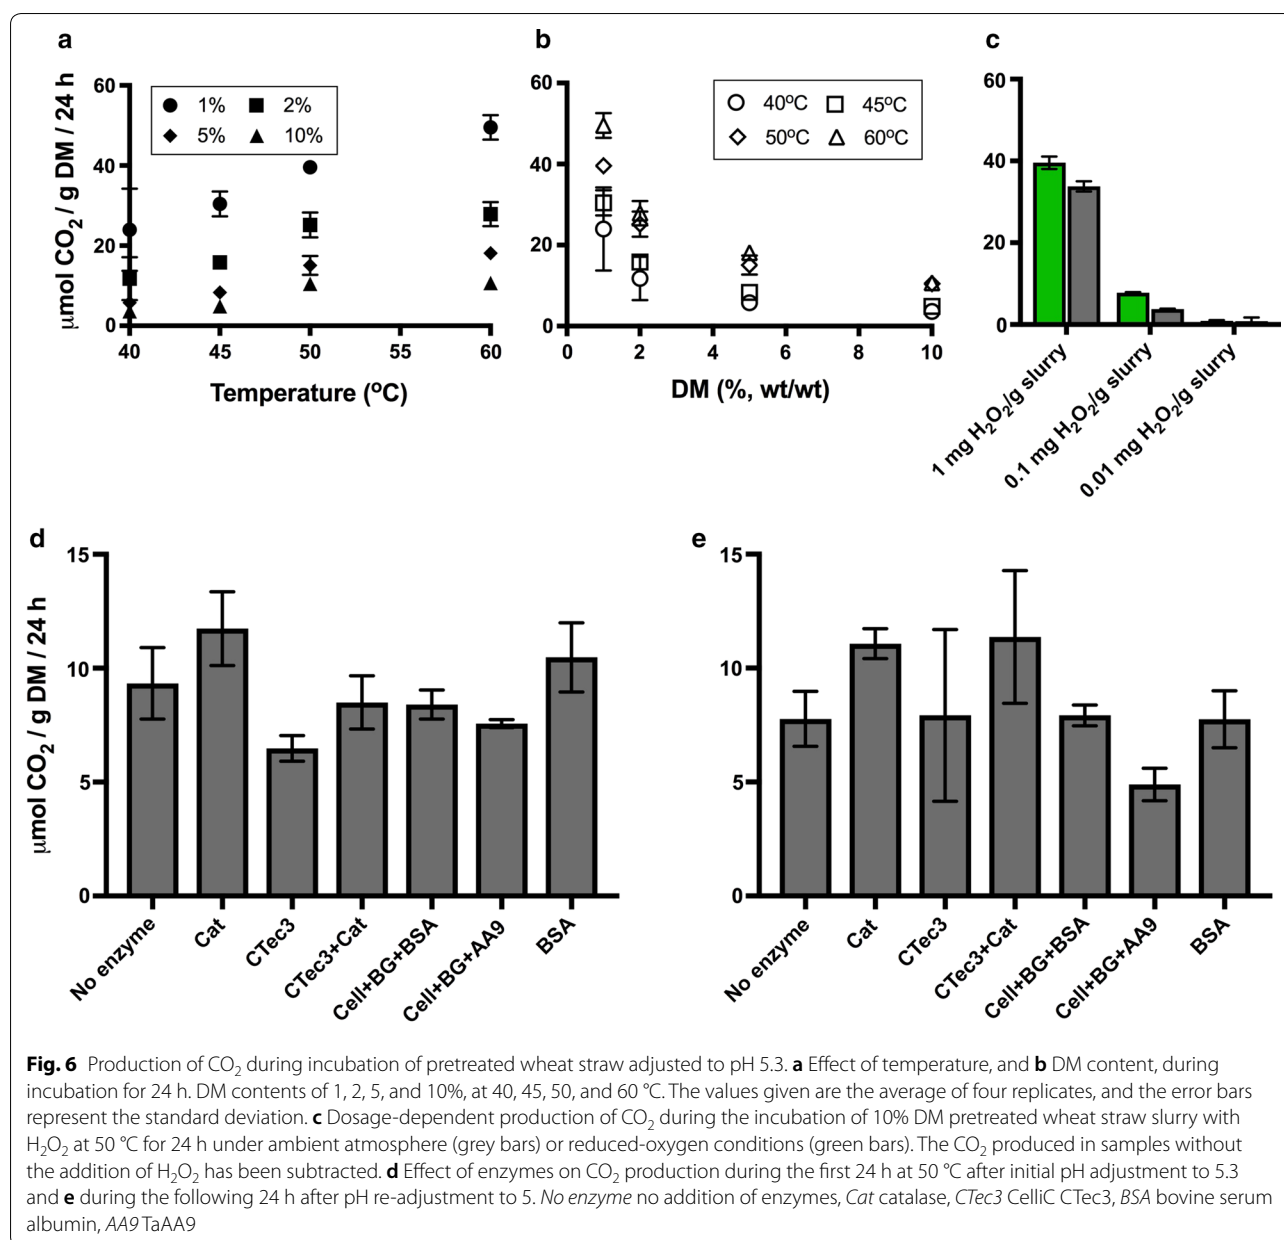 a
μmol CO2 / g DM / 24 h
60
40
20
0
1% 2%
5% 10%
40 45 50 55 60
Temperature (ºC)
b
60
40
20
0
40ºC 45ºC
50ºC 60ºC
0 2 4 6 8 10
DM (%, wt/wt)
c
60
40
20
0
1 mg H2O2/g slurry
0.1 mg H2O2/g slurry
0.01 mg H2O2/g slurry
d
μmol CO2 / g DM / 24 h
15
10
5
0
No enzyme
Cat
CTec3
CTec3+Cat
Cell+BG+BSA
Cell+BG+AA9
BSA
e
15
10
5
0
No enzyme
Cat
CTec3
CTec3+Cat
Cell+BG+BSA
Cell+BG+AA9
BSA
Fig. 6 Production of CO2 during incubation of pretreated wheat straw adjusted to pH 5.3. a Effect of temperature, and b DM content, during
incubation for 24 h. DM contents of 1, 2, 5, and 10%, at 40, 45, 50, and 60 °C. The values given are the average of four replicates, and the error bars
represent the standard deviation. c Dosage-dependent production of CO2 during the incubation of 10% DM pretreated wheat straw slurry with
H2O2 at 50 °C for 24 h under ambient atmosphere (grey bars) or reduced-oxygen conditions (green bars). The CO2 produced in samples without
the addition of H2O2 has been subtracted. d Effect of enzymes on CO2 production during the first 24 h at 50 °C after initial pH adjustment to 5.3
and e during the following 24 h after pH re-adjustment to 5. No enzyme no addition of enzymes, Cat catalase, CTec3 CelliC CTec3, BSA bovine serum
albumin, AA9 TaAA9